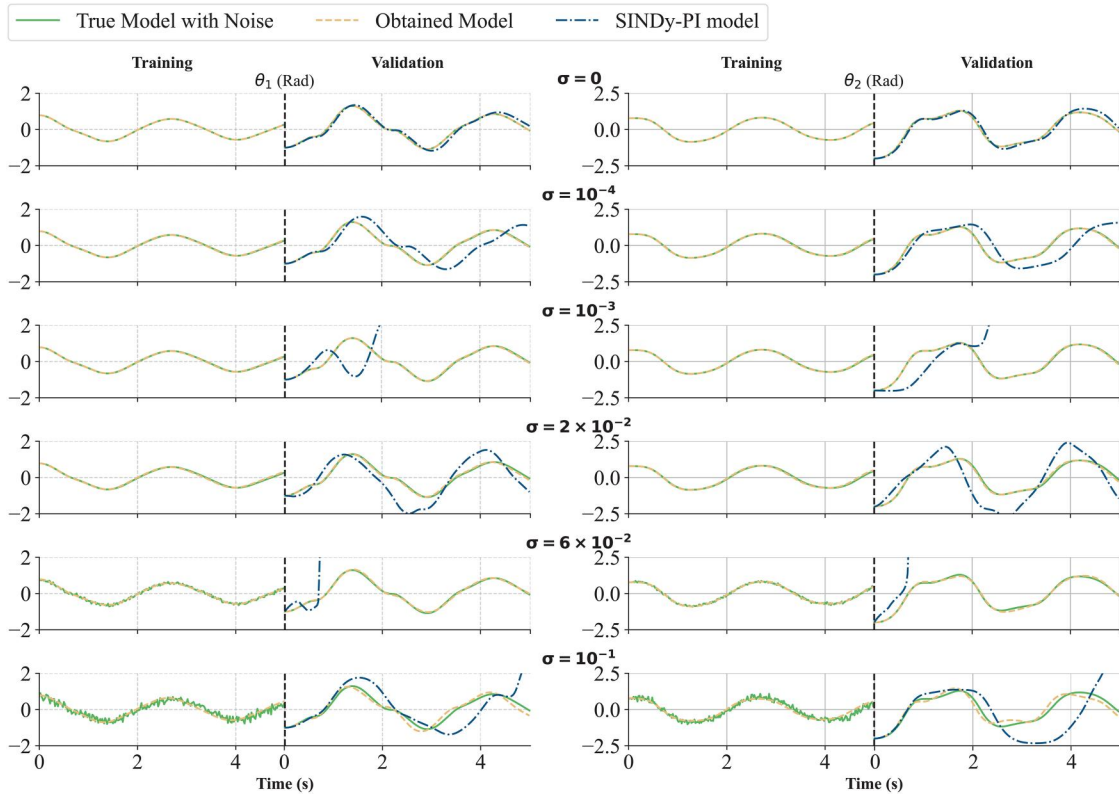 True Model with Noise Obtained Model SINDy-PI model
Training Validation Training Validation
θ₁ (Rad) σ = 0 θ₂ (Rad)
2 2.5
0 0.0
−2 −2.5
σ = 10⁻⁴
2 2.5
0 0.0
−2 −2.5
σ = 10⁻³
2 2.5
0 0.0
−2 −2.5
σ = 2 × 10⁻²
2 2.5
0 0.0
−2 −2.5
σ = 6 × 10⁻²
2 2.5
0 0.0
−2 −2.5
σ = 10⁻¹
2 2.5
0 0.0
−2 −2.5
0 2 4 0 2 4 0 2 4 0 2 4
Time (s) Time (s)